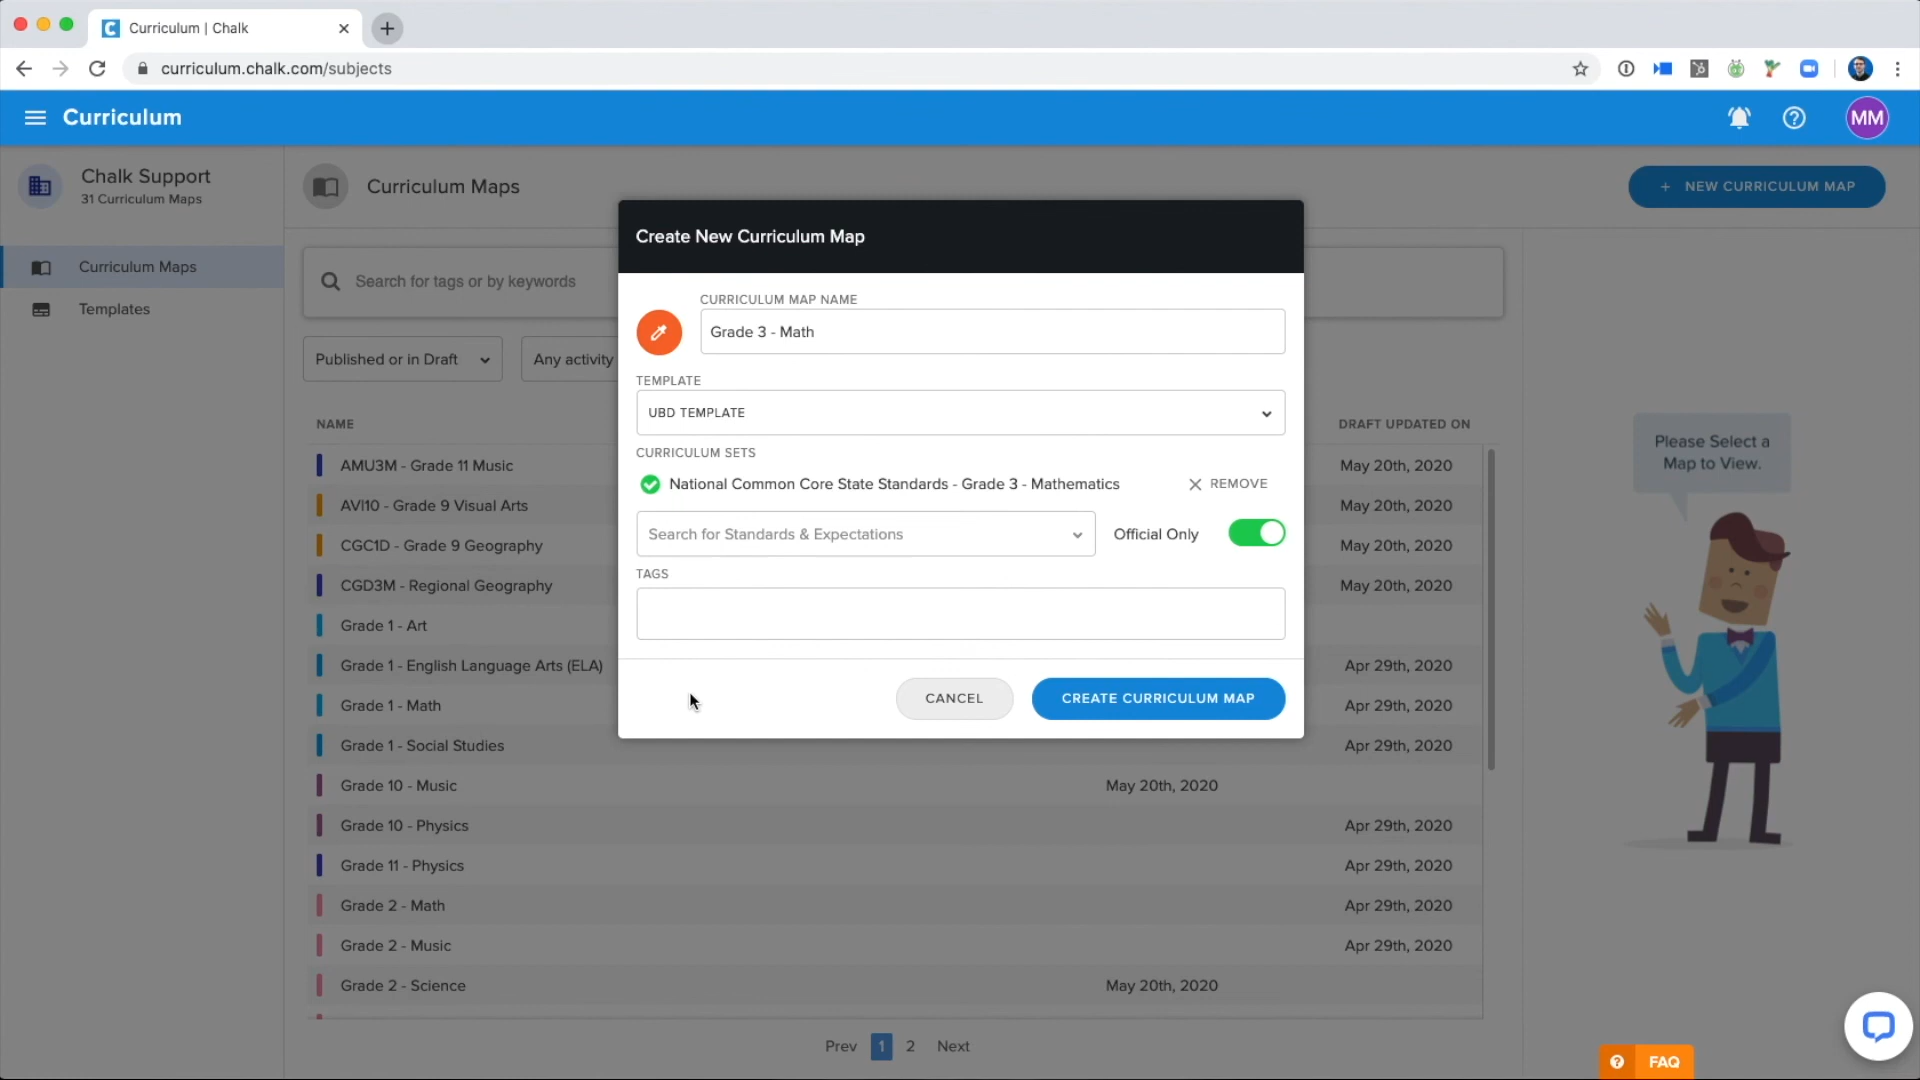 Curriculum | Chalk
curriculum.chalk.com/subjects
Curriculum
MM
Chalk Support
31 Curriculum Maps
Curriculum Maps
Templates
Curriculum Maps
+ NEW CURRICULUM MAP
Search for tags or by keywords
Published or in Draft
Any activity
NAME
DRAFT UPDATED ON
AMU3M - Grade 11 Music
May 20th, 2020
AVI10 - Grade 9 Visual Arts
May 20th, 2020
CGC1D - Grade 9 Geography
May 20th, 2020
CGD3M - Regional Geography
May 20th, 2020
Grade 1 - Art
Grade 1 - English Language Arts (ELA)
Apr 29th, 2020
Grade 1 - Math
Apr 29th, 2020
Grade 1 - Social Studies
Apr 29th, 2020
Grade 10 - Music
May 20th, 2020
Grade 10 - Physics
Apr 29th, 2020
Grade 11 - Physics
Apr 29th, 2020
Grade 2 - Math
Apr 29th, 2020
Grade 2 - Music
Apr 29th, 2020
Grade 2 - Science
May 20th, 2020
Prev 1 2 Next
Create New Curriculum Map
CURRICULUM MAP NAME
Grade 3 - Math
TEMPLATE
UBD TEMPLATE
CURRICULUM SETS
National Common Core State Standards - Grade 3 - Mathematics
REMOVE
Search for Standards & Expectations
Official Only
TAGS
CANCEL
CREATE CURRICULUM MAP
Please Select a
Map to View.
FAQ